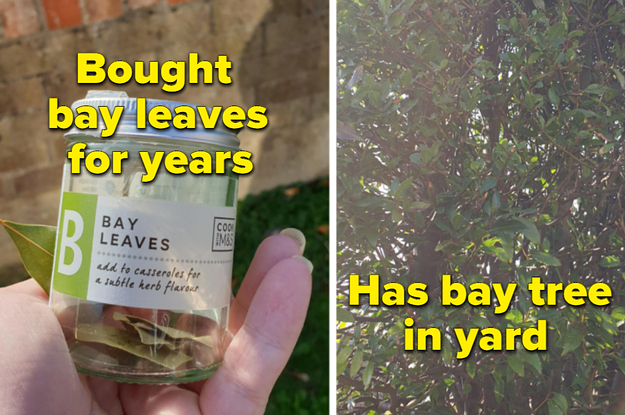 Bought
bay leaves
for years
B
BAY
LEAVES
COOK
M&S
add to casseroles for
a subtle herb flavour
Has bay tree
in yard